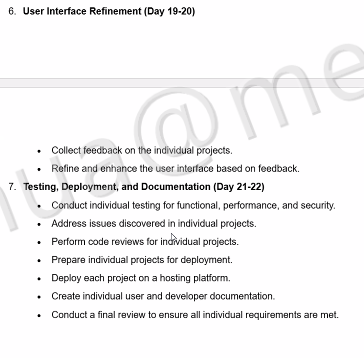 6. User Interface Refinement (Day 19-20)
• Collect feedback on the individual projects.
• Refine and enhance the user interface based on feedback.
7. Testing, Deployment, and Documentation (Day 21-22)
• Conduct individual testing for functional, performance, and security.
• Address issues discovered in individual projects.
• Perform code reviews for individual projects.
• Prepare individual projects for deployment.
• Deploy each project on a hosting platform.
• Create individual user and developer documentation.
• Conduct a final review to ensure all individual requirements are met.